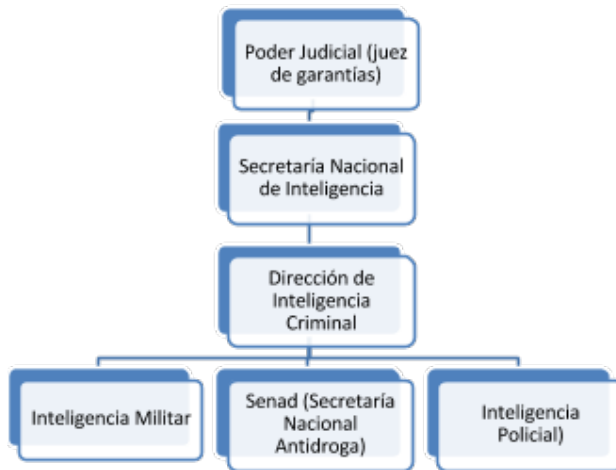 Poder Judicial (juez
de garantías)
Secretaría Nacional
de Inteligencia
Dirección de
Inteligencia
Criminal
Inteligencia Militar
Senad (Secretaría
Nacional
Antidroga)
Inteligencia
Policial)